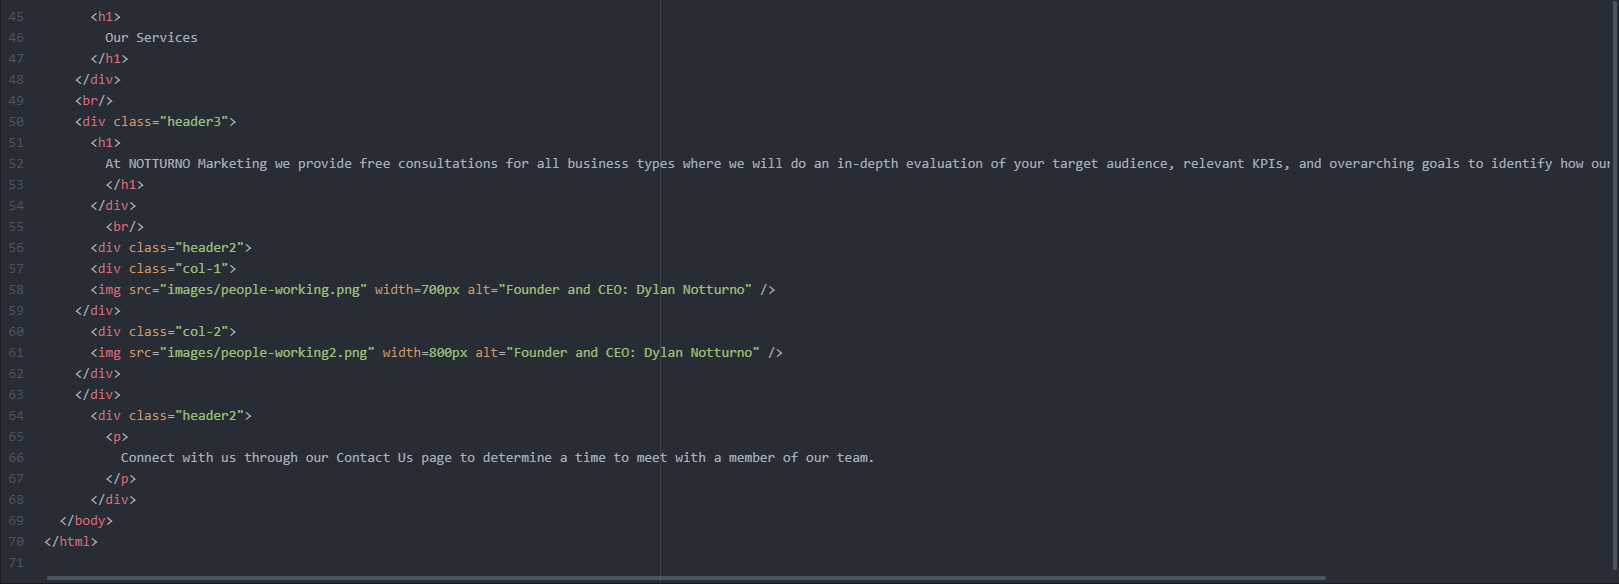 45 <h1>
46 Our Services
47 </h1>
48 </div>
49 <br/>
50 <div class="header3">
51 <h1>
52 At NOTTURNO Marketing we provide free consultations for all business types where we will do an in-depth evaluation of your target audience, relevant KPIs, and overarching goals to identify how our
53 </h1>
54 </div>
55 <br/>
56 <div class="header2">
57 <div class="col-1">
58 <img src="images/people-working.png" width=700px alt="Founder and CEO: Dylan Notturno" />
59 </div>
60 <div class="col-2">
61 <img src="images/people-working2.png" width=800px alt="Founder and CEO: Dylan Notturno" />
62 </div>
63 </div>
64 <div class="header2">
65 <p>
66 Connect with us through our Contact Us page to determine a time to meet with a member of our team.
67 </p>
68 </div>
69 </body>
70 </html>
71